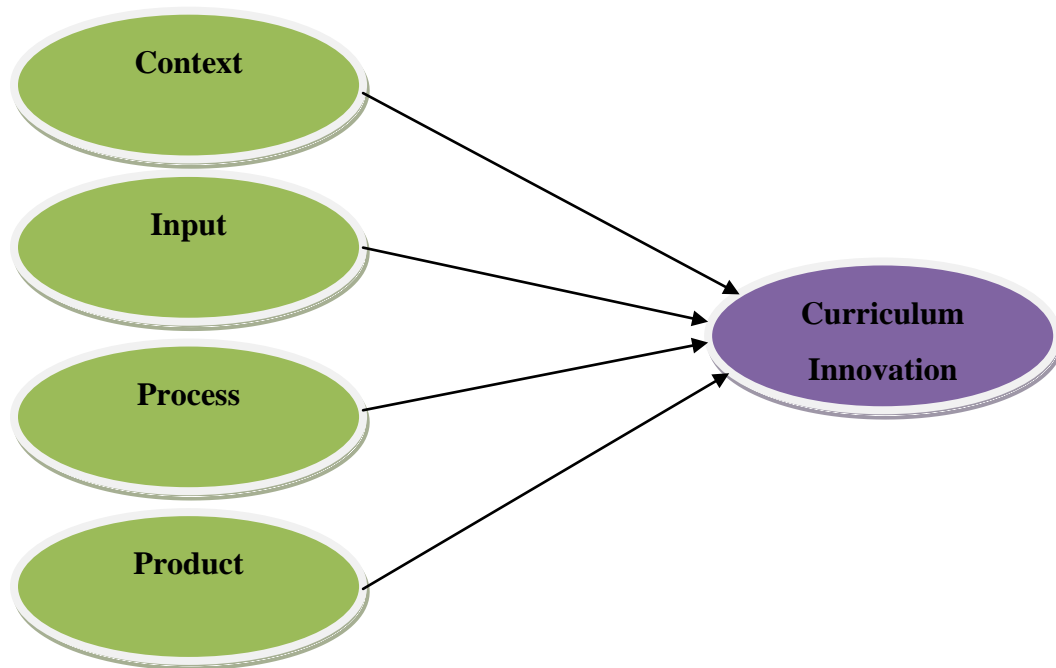 Context
Input
Process
Product
Curriculum
Innovation